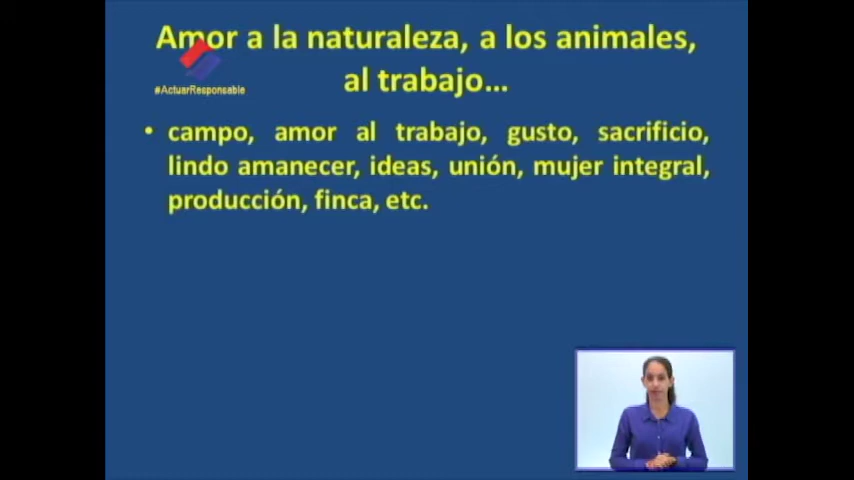 Amor a la naturaleza, a los animales,
al trabajo...
#ActuarResponsable
• campo, amor al trabajo, gusto, sacrificio,
lindo amanecer, ideas, unión, mujer integral,
producción, finca, etc.